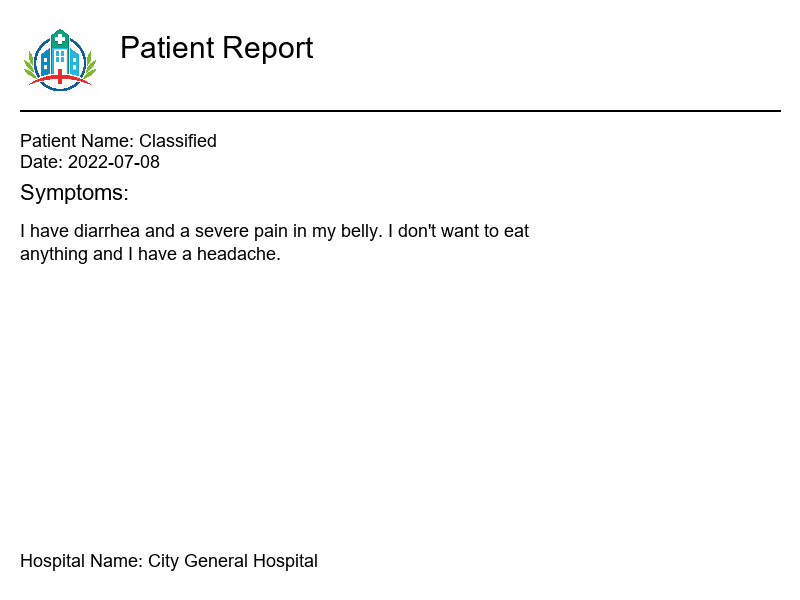 Patient Report
Patient Name: Classified
Date: 2022-07-08
Symptoms:
I have diarrhea and a severe pain in my belly. I don't want to eat
anything and I have a headache.
Hospital Name: City General Hospital